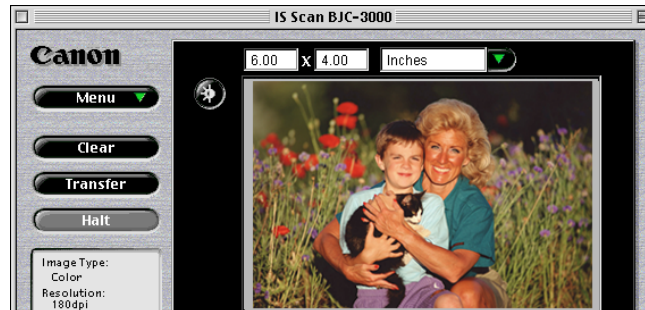 IS Scan BJC-3000
Canon
6.00 x 4.00 Inches
Menu
Clear
Transfer
Halt
Image Type:
Color
Resolution:
180dpi